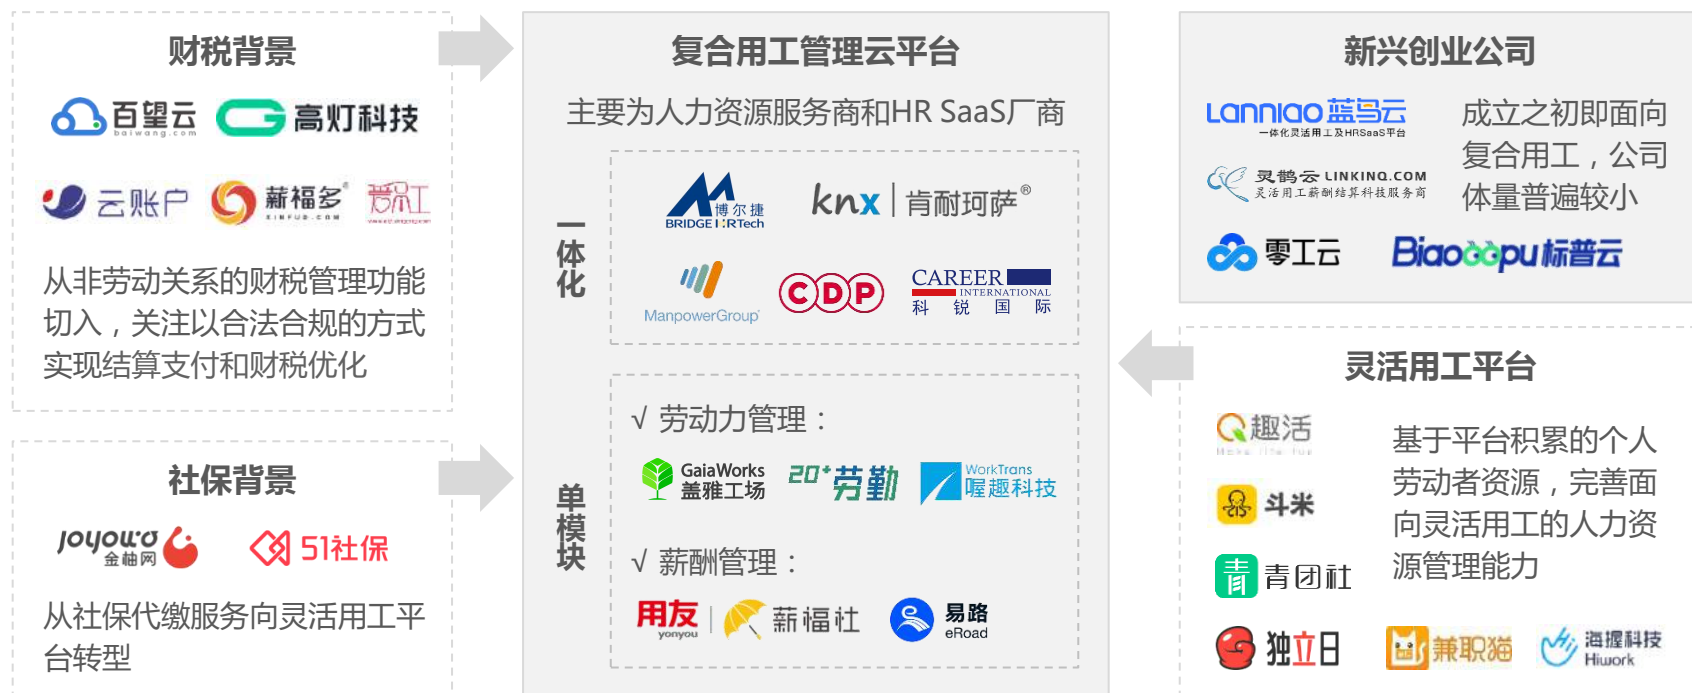 财税背景
百望云
baiwang.com
高灯科技
云账户
薪福多®
XINFUD.COM
从非劳动关系的财税管理功能
切入，关注以合法合规的方式
实现结算支付和财税优化
社保背景
joyowo
金柚网
51社保
从社保代缴服务向灵活用工平
台转型
复合用工管理云平台
主要为人力资源服务商和HR SaaS厂商
一体化
博尔捷
BRIDGE HRTech
knx 肯耐珂萨®
ManpowerGroup
CDP
CAREER
INTERNATIONAL
科锐国际
单模块
√ 劳动力管理：
GaiaWorks
盖雅工场
20+ 劳勤
WorkTrans
喔趣科技
√ 薪酬管理：
用友
yonyou
薪福社
易路
eRoad
新兴创业公司
Lanniao 蓝鸟云
一体化灵活用工及HRSaaS平台
灵鹊云 LINKINQ.COM
灵活用工薪酬结算科技服务商
零工云
Biaoopu 标普云
成立之初即面向
复合用工，公司
体量普遍较小
灵活用工平台
趣活
斗米
青 青团社
独立日
兼职猫
海握科技
Hiwork
基于平台积累的个人
劳动者资源，完善面
向灵活用工的人力资
源管理能力